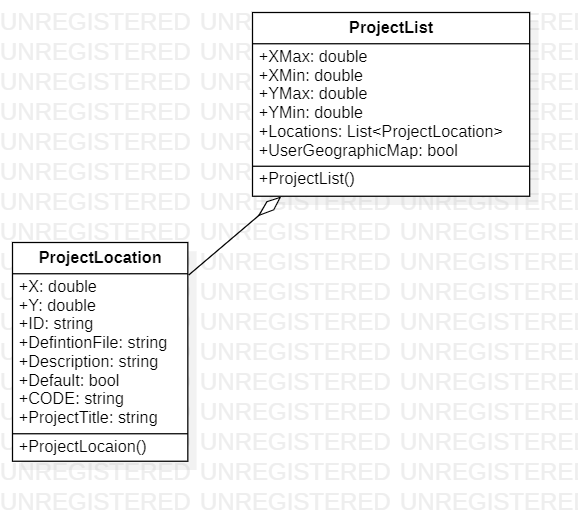 ProjectList
+XMax: double
+XMin: double
+YMax: double
+YMin: double
+Locations: List<ProjectLocation>
+UserGeographicMap: bool
+ProjectList()
ProjectLocation
+X: double
+Y: double
+ID: string
+DefintionFile: string
+Description: string
+Default: bool
+CODE: string
+ProjectTitle: string
+ProjectLocaion()
UNREGISTERED